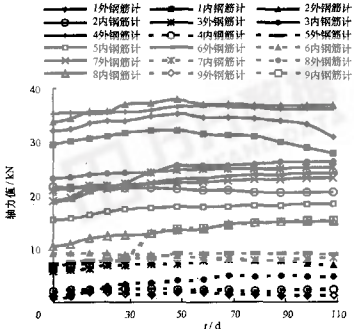 1外钢筋计 1内钢筋计 2外钢筋计
2内钢筋计 3外钢筋计 3内钢筋计
4外钢筋计 4内钢筋计 5外钢筋计
5内钢筋计 6外钢筋计 6内钢筋计
7外钢筋计 7内钢筋计 8外钢筋计
8内钢筋计 9外钢筋计 9内钢筋计
40
30
20
10
0
轴力值/kN
30 50 70 90 110
t/d